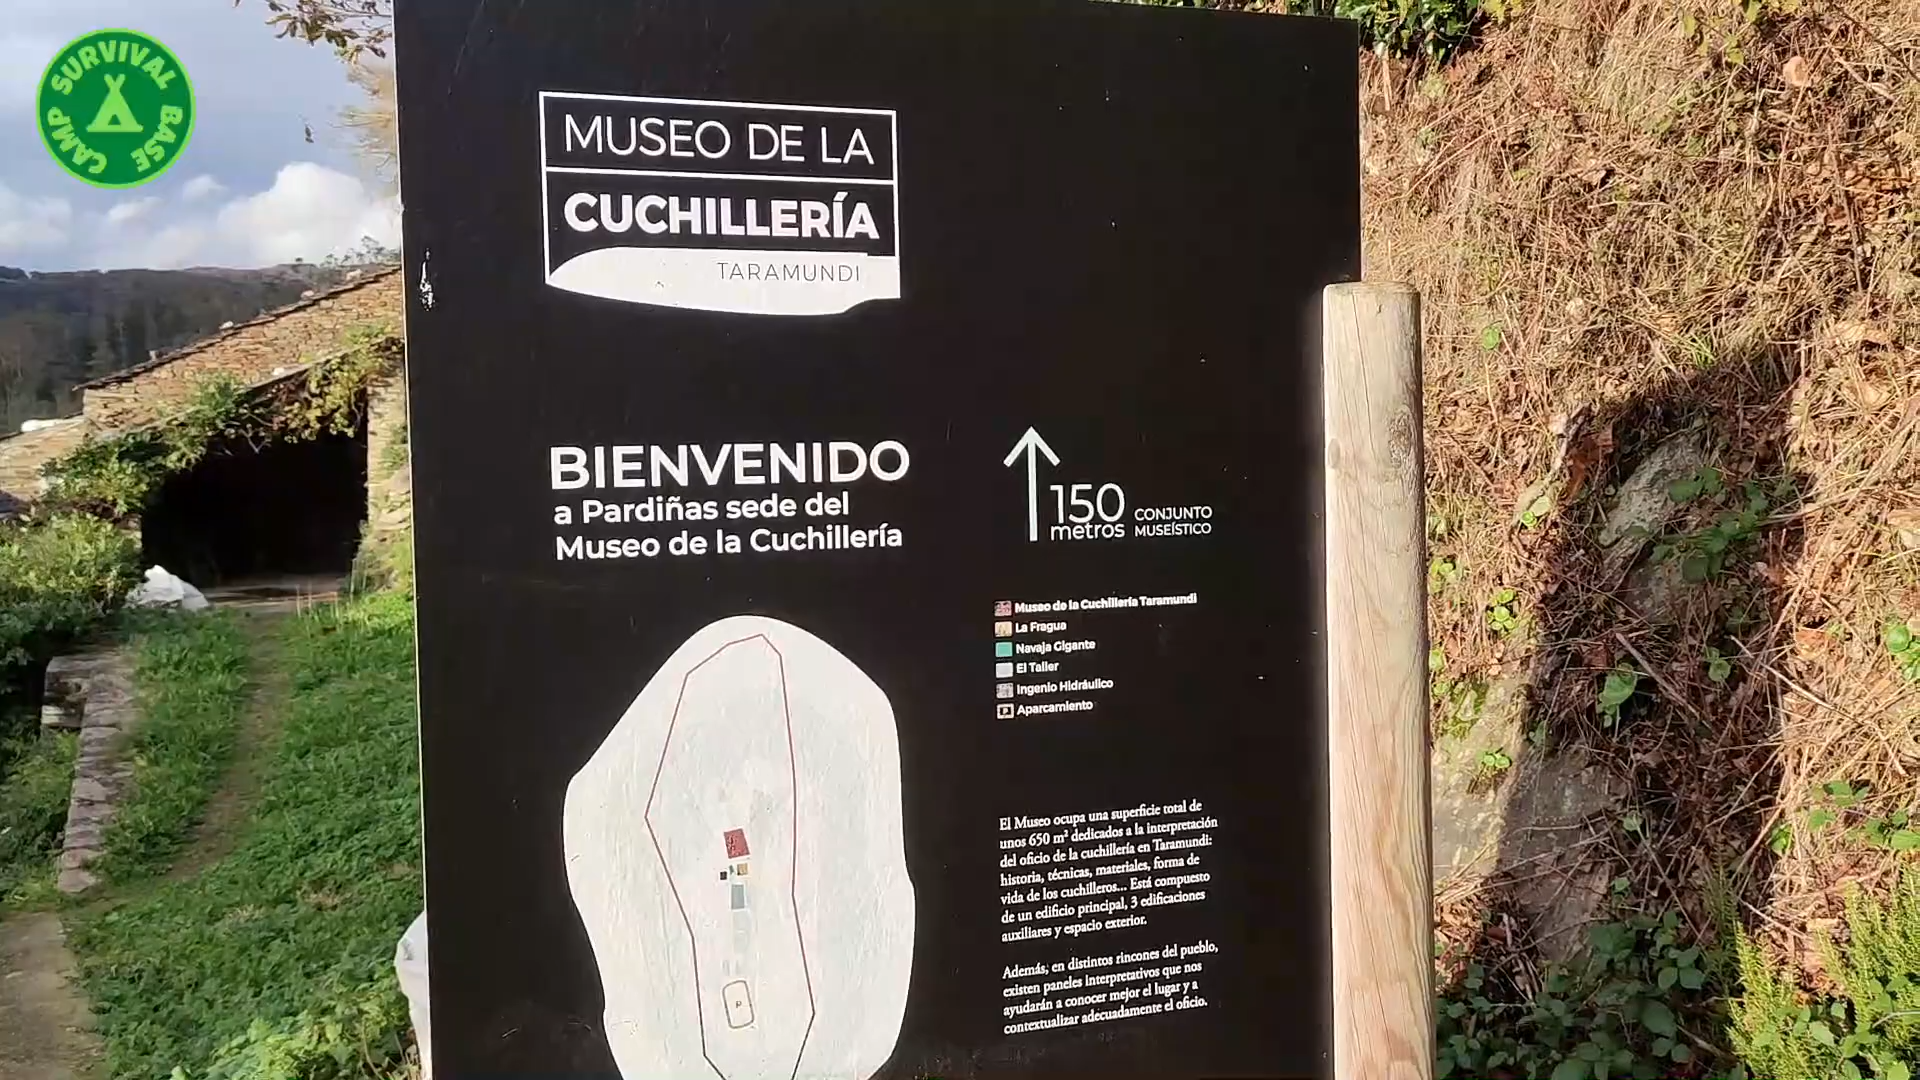 CAMP SURVIVAL BASE
MUSEO DE LA
CUCHILLERÍA
TARAMUNDI
BIENVENIDO
a Pardiñas sede del
Museo de la Cuchillería
150
metros
CONJUNTO
MUSEÍSTICO
Museo de la Cuchillería Taramundi
La Fragua
Navaja Gigante
El Taller
Ingenio Hidráulico
P Aparcamiento
El Museo ocupa una superficie total de
unos 650 m² dedicados a la interpretación
del oficio de la cuchillería en Taramundi:
historia, técnicas, materiales, forma de
vida de los cuchilleros... Está compuesto
de un edificio principal, 3 edificaciones
auxiliares y espacio exterior.
Además, en distintos rincones del pueblo,
existen paneles interpretativos que nos
ayudarán a conocer mejor el lugar y a
contextualizar adecuadamente el oficio.
P